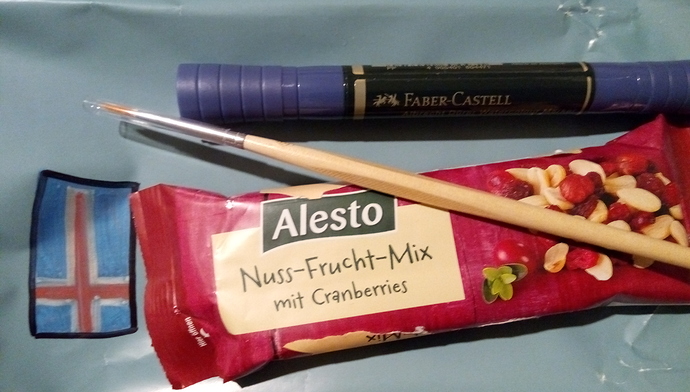 FABER-CASTELL
Alesto
Nuss-Frucht-Mix
mit Cranberries